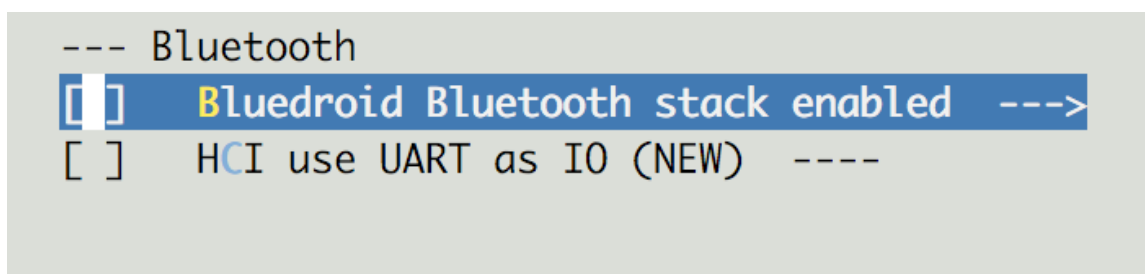 --- Bluetooth
[ ] Bluedroid Bluetooth stack enabled --->
[ ] HCI use UART as IO (NEW) ----